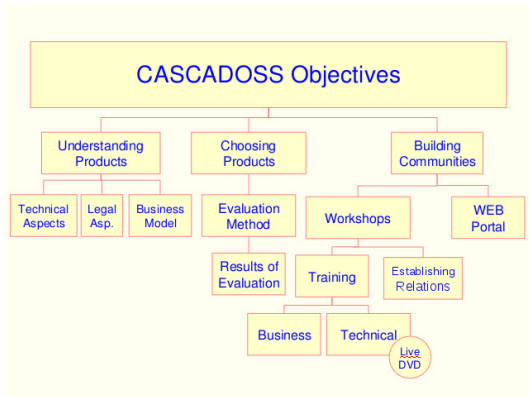 CASCADOSS Objectives
Understanding
Products
Choosing
Products
Building
Communities
Technical
Aspects
Legal
Asp.
Business
Model
Evaluation
Method
Workshops
WEB
Portal
Results of
Evaluation
Training
Establishing
Relations
Business
Technical
Live
DVD